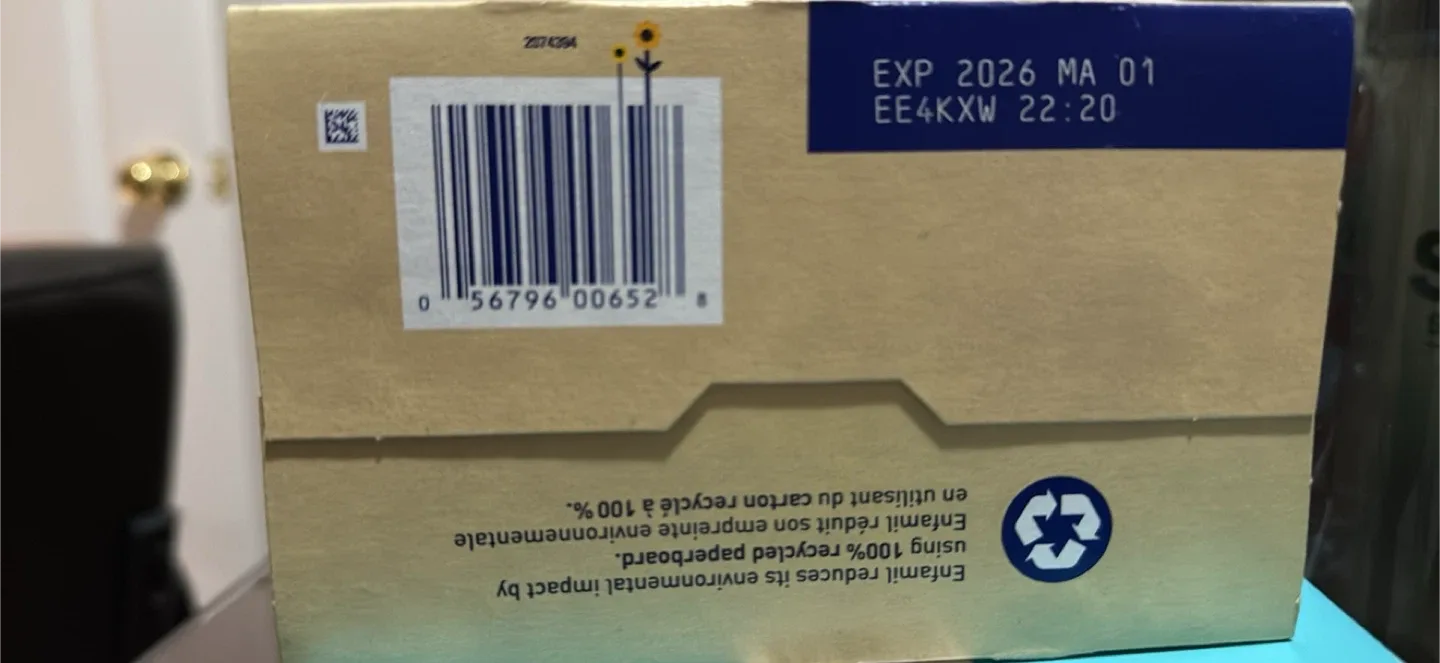 2074394
EXP 2026 MA 01
EE4KXW 22:20
0 56796 00652 8
Enfamil reduces its environmental impact by
using 100% recycled paperboard.
Enfamil réduit son empreinte environnementale
en utilisant du carton recyclé à 100 %.